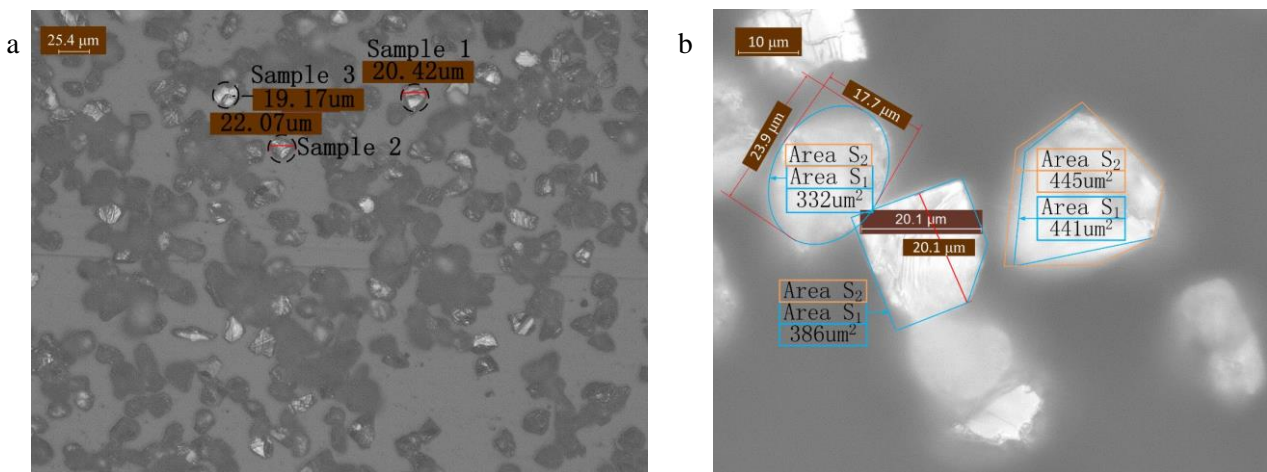 a
25.4 μm
Sample 1
20.42um
Sample 3
19.17um
22.07um
Sample 2
b
10 μm
17.7 μm
23.9 μm
Area S₂
Area S₁
332um²
20.1 μm
20.1 μm
Area S₂
445um²
Area S₁
441um²
Area S₂
Area S₁
386um²